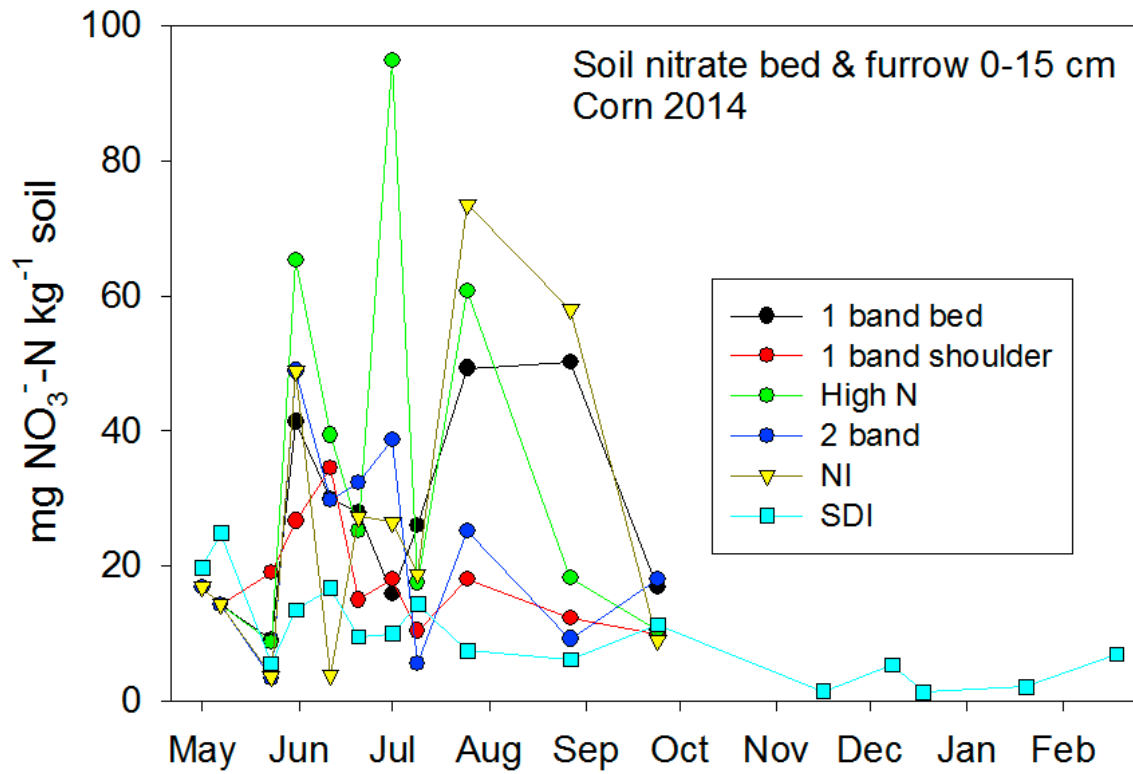 100
80
60
40
20
0
mg NO₃⁻-N kg⁻¹ soil
Soil nitrate bed & furrow 0-15 cm
Corn 2014
1 band bed
1 band shoulder
High N
2 band
NI
SDI
May Jun Jul Aug Sep Oct Nov Dec Jan Feb